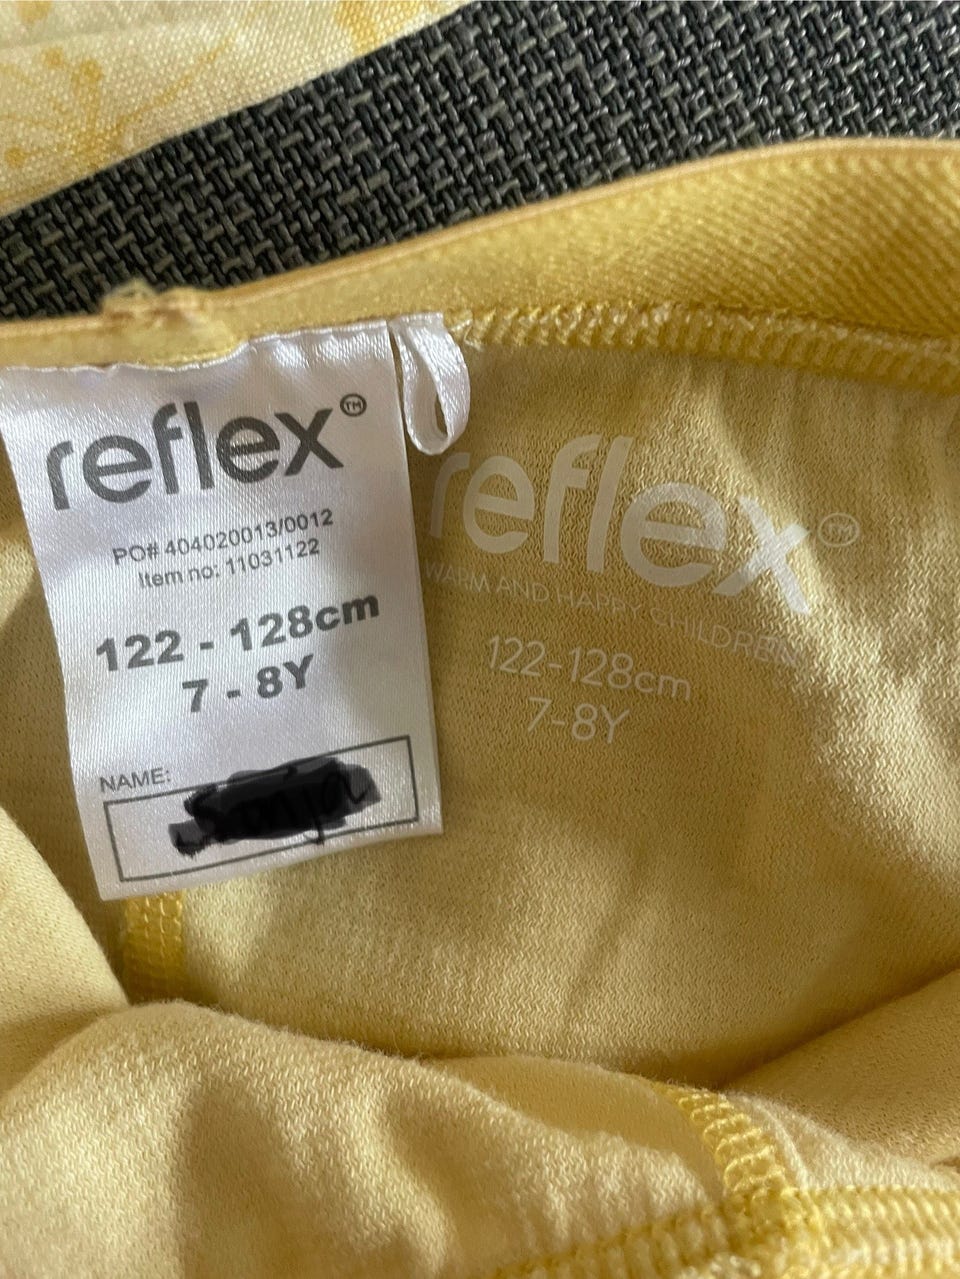 reflex™
PO# 404020013/0012
Item no: 11031122
122 - 128cm
7 - 8Y
NAME:
reflex™
WARM AND HAPPY CHILDREN
122-128cm
7-8Y